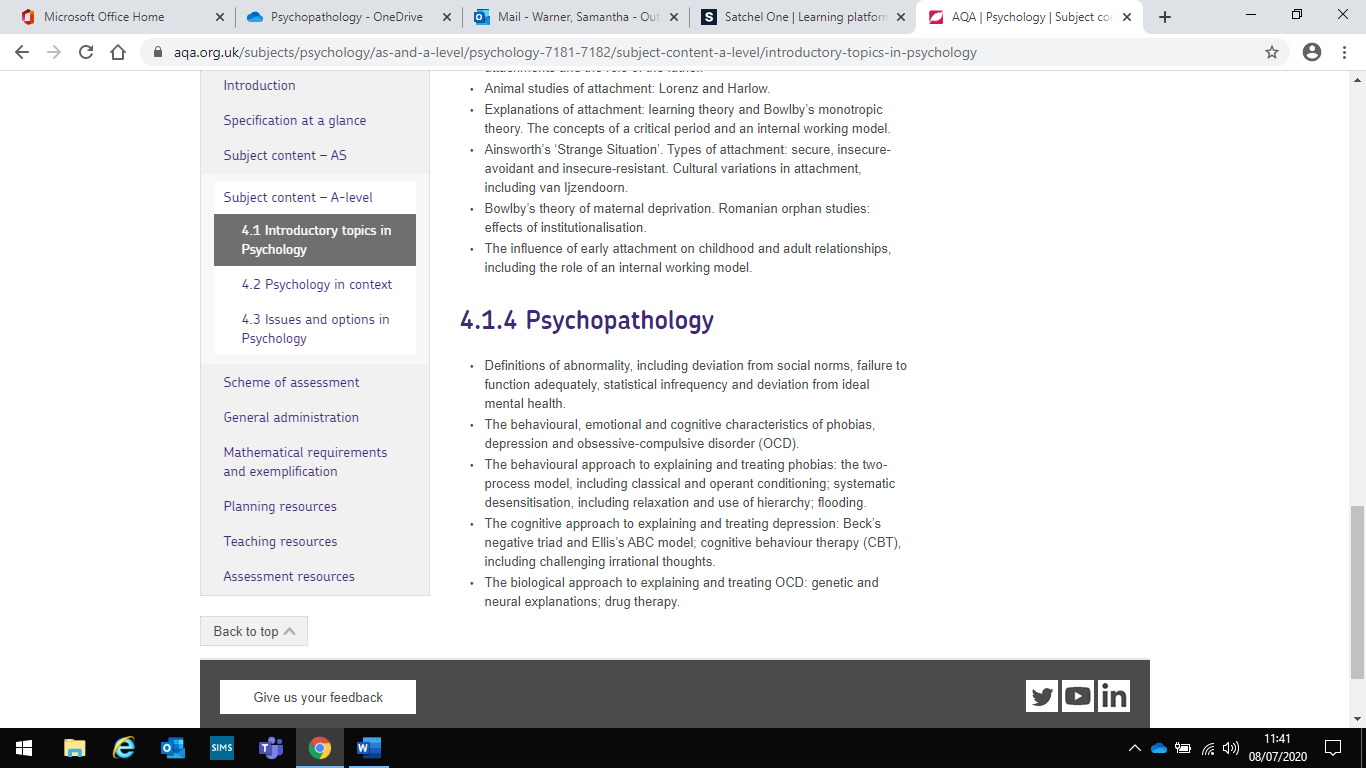 Microsoft Office Home
Psychopathology - OneDrive
Mail - Warner, Samantha - Out
Satchel One | Learning platform
AQA | Psychology | Subject con
aqa.org.uk/subjects/psychology/as-and-a-level/psychology-7181-7182/subject-content-a-level/introductory-topics-in-psychology
Introduction
Specification at a glance
Subject content – AS
Subject content – A-level
4.1 Introductory topics in
Psychology
4.2 Psychology in context
4.3 Issues and options in
Psychology
Scheme of assessment
General administration
Mathematical requirements
and exemplification
Planning resources
Teaching resources
Assessment resources
Back to top
attachments and the role of the father.
• Animal studies of attachment: Lorenz and Harlow.
• Explanations of attachment: learning theory and Bowlby’s monotropic
theory. The concepts of a critical period and an internal working model.
• Ainsworth’s ‘Strange Situation’. Types of attachment: secure, insecure-
avoidant and insecure-resistant. Cultural variations in attachment,
including van Ijzendoorn.
• Bowlby’s theory of maternal deprivation. Romanian orphan studies:
effects of institutionalisation.
• The influence of early attachment on childhood and adult relationships,
including the role of an internal working model.
4.1.4 Psychopathology
• Definitions of abnormality, including deviation from social norms, failure to
function adequately, statistical infrequency and deviation from ideal
mental health.
• The behavioural, emotional and cognitive characteristics of phobias,
depression and obsessive-compulsive disorder (OCD).
• The behavioural approach to explaining and treating phobias: the two-
process model, including classical and operant conditioning; systematic
desensitisation, including relaxation and use of hierarchy; flooding.
• The cognitive approach to explaining and treating depression: Beck’s
negative triad and Ellis’s ABC model; cognitive behaviour therapy (CBT),
including challenging irrational thoughts.
• The biological approach to explaining and treating OCD: genetic and
neural explanations; drug therapy.
Give us your feedback
in
SIMS
11:41
08/07/2020